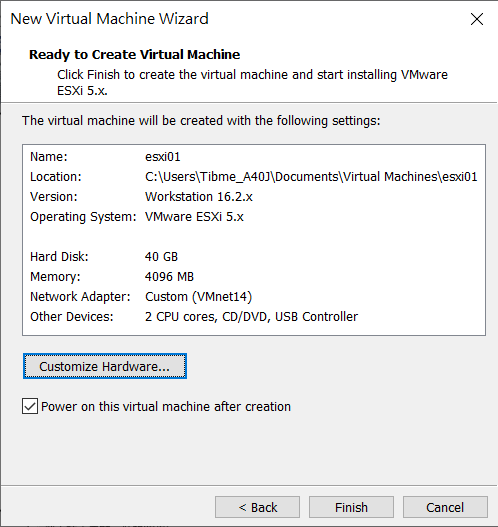 New Virtual Machine Wizard
Ready to Create Virtual Machine
Click Finish to create the virtual machine and start installing VMware
ESXi 5.x.
The virtual machine will be created with the following settings:
Name: esxi01
Location: C:\Users\Tibme_A40J\Documents\Virtual Machines\esxi01
Version: Workstation 16.2.x
Operating System: VMware ESXi 5.x
Hard Disk: 40 GB
Memory: 4096 MB
Network Adapter: Custom (VMnet14)
Other Devices: 2 CPU cores, CD/DVD, USB Controller
Customize Hardware...
Power on this virtual machine after creation
< Back Finish Cancel